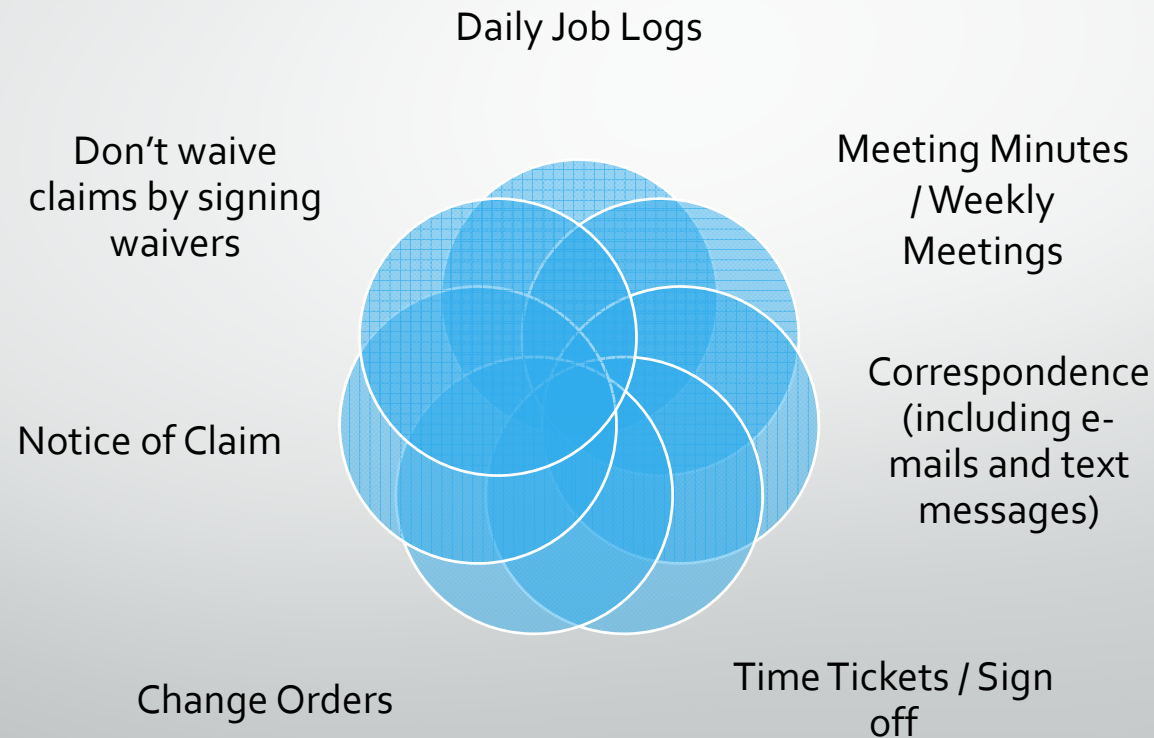 Daily Job Logs
Don't waive
claims by signing
waivers
Meeting Minutes
/ Weekly
Meetings
Correspondence
(including e-
mails and text
messages)
Notice of Claim
Time Tickets / Sign
off
Change Orders